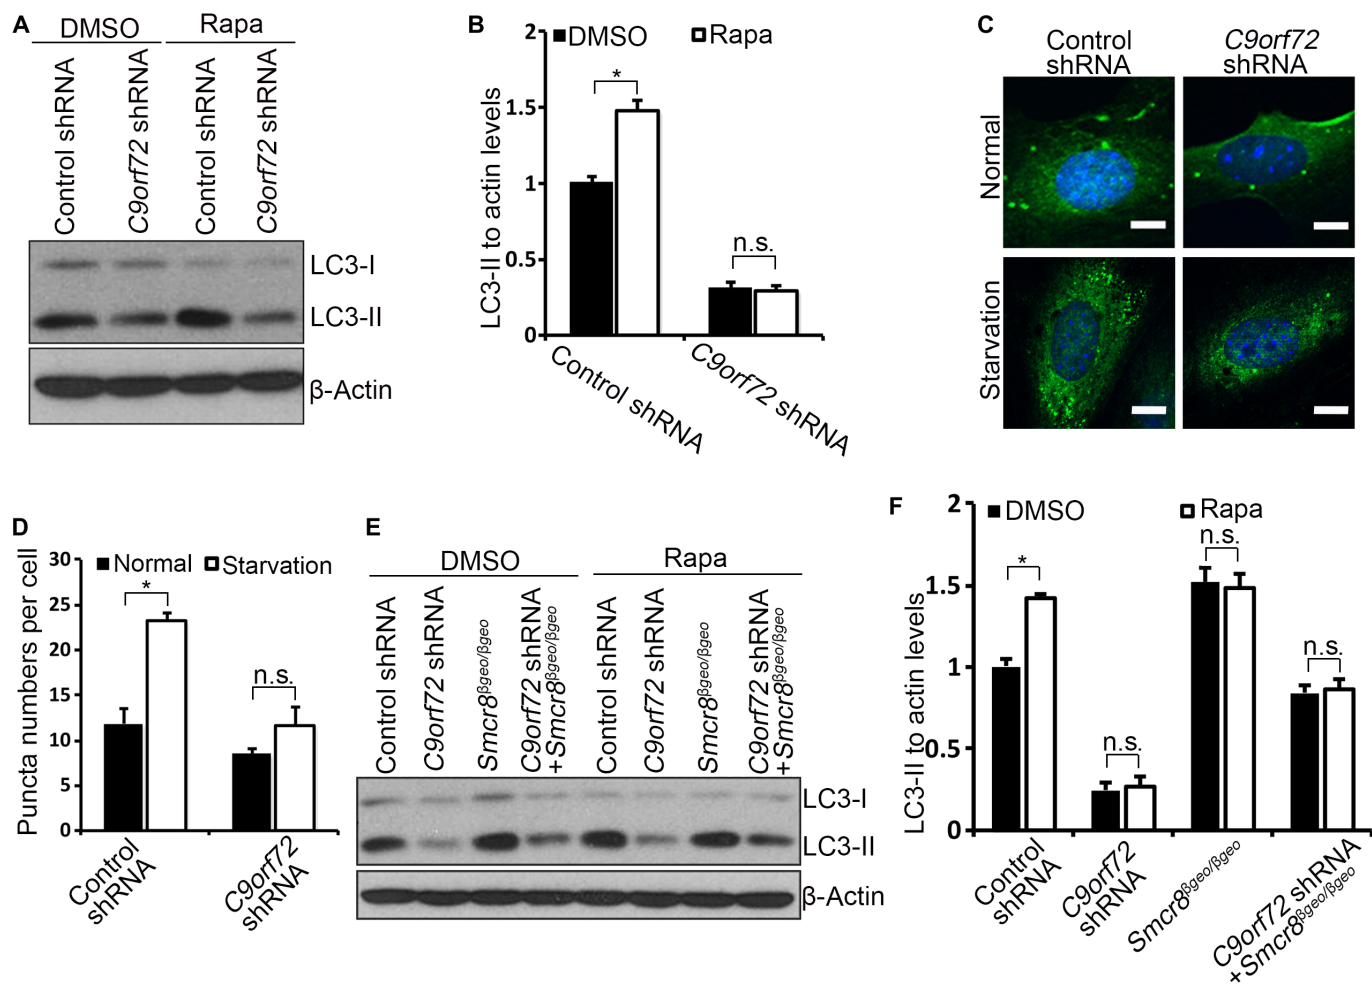 A
DMSO
Rapa
Control shRNA
C9orf72 shRNA
Control shRNA
C9orf72 shRNA
LC3-I
LC3-II
β-Actin
B
DMSO
Rapa
LC3-II to actin levels
2
1.5
1
0.5
0
*
n.s.
Control shRNA
C9orf72 shRNA
C
Control
shRNA
C9orf72
shRNA
Normal
Starvation
D
Puncta numbers per cell
30
25
20
15
10
5
0
Normal
Starvation
*
n.s.
Control
shRNA
C9orf72
shRNA
E
DMSO
Rapa
Control shRNA
C9orf72 shRNA
Smcr8βgeo/βgeo
C9orf72 shRNA
+Smcr8βgeo/βgeo
Control shRNA
C9orf72 shRNA
Smcr8βgeo/βgeo
C9orf72 shRNA
+Smcr8βgeo/βgeo
LC3-I
LC3-II
β-Actin
F
DMSO
Rapa
LC3-II to actin levels
2
1.5
1
0.5
0
*
n.s.
n.s.
n.s.
Control
shRNA
C9orf72
shRNA
Smcr8βgeo/βgeo
C9orf72 shRNA
+Smcr8βgeo/βgeo